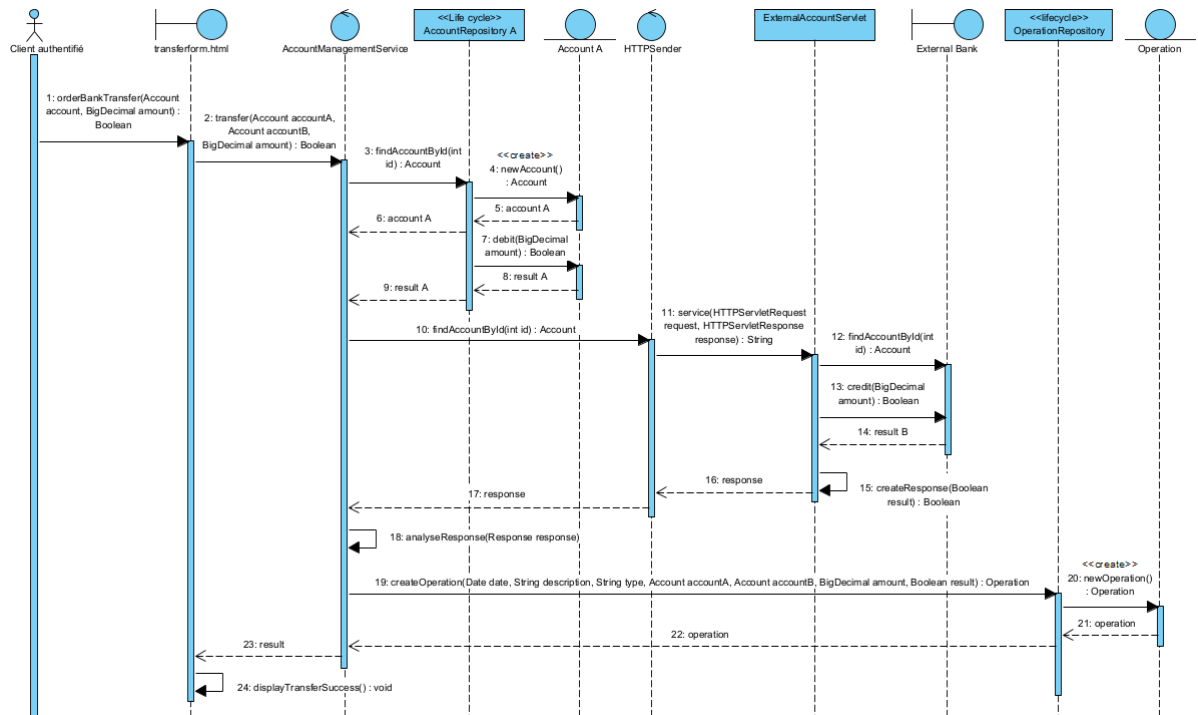 <<Life cycle>>
AccountRepository A
ExternalAccountServlet
<<lifecycle>>
OperationRepository
Client authentifié
transferform.html
AccountManagementService
Account A
HTTPSender
External Bank
Operation
1: orderBankTransfer(Account
account, BigDecimal amount) :
Boolean
2: transfer(Account accountA,
Account accountB,
BigDecimal amount) : Boolean
3: findAccountById(int
id) : Account
<<create>>
4: newAccount()
: Account
5: account A
6: account A
7: debit(BigDecimal
amount) : Boolean
8: result A
9: result A
10: findAccountById(int id) : Account
11: service(HTTPServletRequest
request, HTTPServletResponse
response) : String
12: findAccountById(int
id) : Account
13: credit(BigDecimal
amount) : Boolean
14: result B
15: createResponse(Boolean
result) : Boolean
16: response
17: response
18: analyseResponse(Response response)
19: createOperation(Date date, String description, String type, Account accountA, Account accountB, BigDecimal amount, Boolean result) : Operation
<<create>>
20: newOperation()
: Operation
21: operation
22: operation
23: result
24: displayTransferSuccess() : void